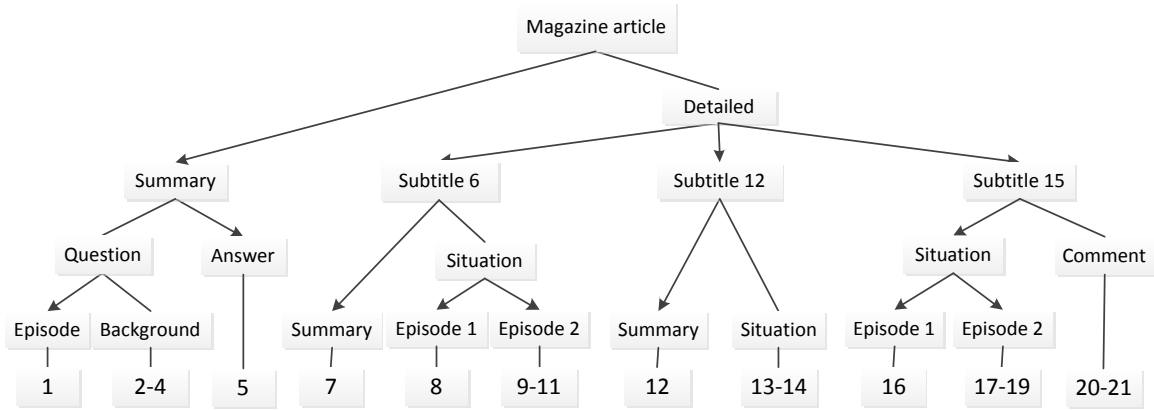 Magazine article
Detailed
Summary
Subtitle 6
Subtitle 12
Subtitle 15
Question
Answer
Situation
Situation
Comment
Episode
Background
Summary
Episode 1
Episode 2
Summary
Situation
Episode 1
Episode 2
1
2-4
5
7
8
9-11
12
13-14
16
17-19
20-21